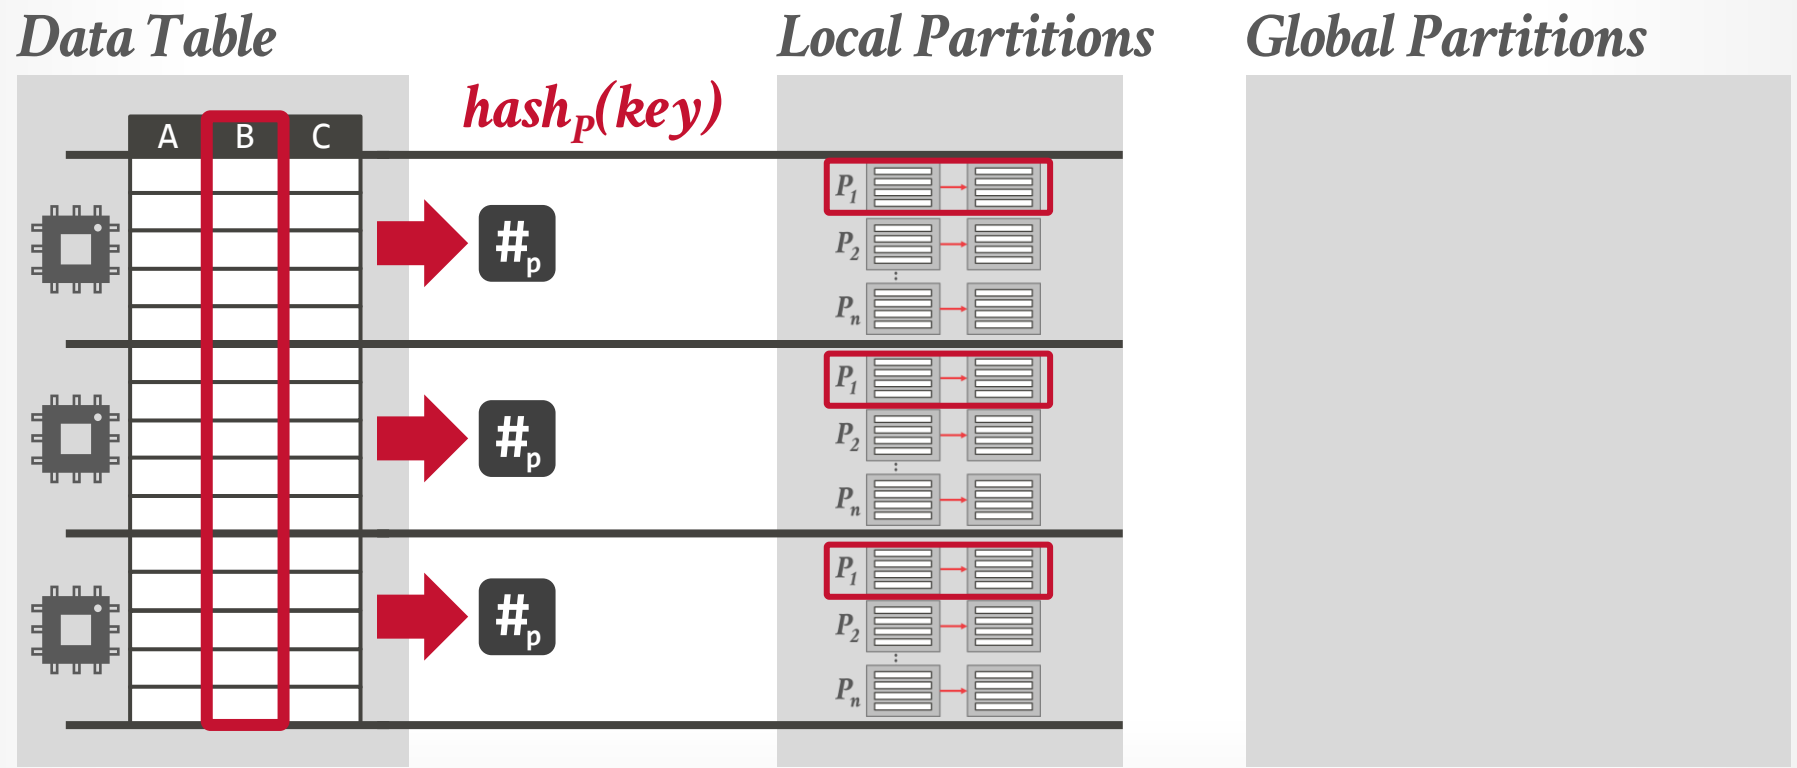 Data Table
Local Partitions
Global Partitions
hashP(key)
A B C
#p
P1
P2
⋮
Pn
#p
P1
P2
⋮
Pn
#p
P1
P2
⋮
Pn